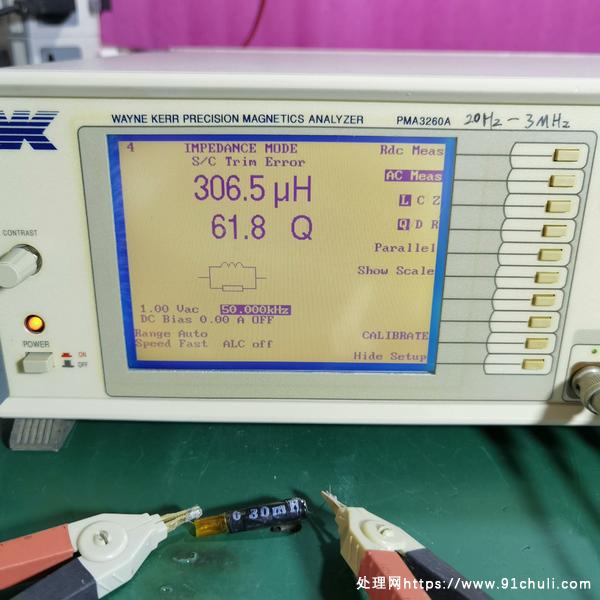 WAYNE KERR PRECISION MAGNETICS ANALYZER PMA3260A 20Hz-3MHz
4 IMPEDANCE MODE Rdc Meas
S/C Trim Error
AC Meas
306.5 µH
L C Z
61.8 Q
Q/D R
CONTRAST
Parallel
Show Scale
1.00 Vac 50.000kHz
DC Bias 0.00 A OFF
Range Auto CALIBRATE
Speed Fast ALC off
POWER
ON
OFF
Hide Setup
0.30mH
处理网https://www.91chuli.com/